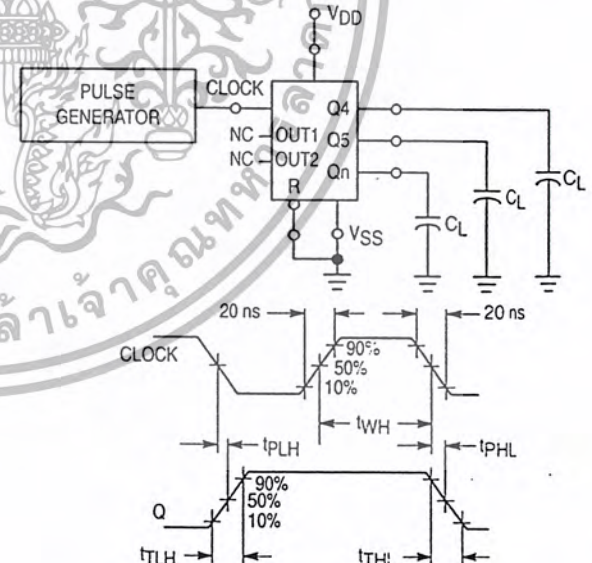 VDD
PULSE
GENERATOR
CLOCK
Q4
NC OUT1 Q5
NC OUT2 Qn
R
VSS
CL
CL
CL
20 ns
20 ns
CLOCK
90%
50%
10%
tWH
tPLH
tPHL
Q
90%
50%
10%
tTLH
tTHL